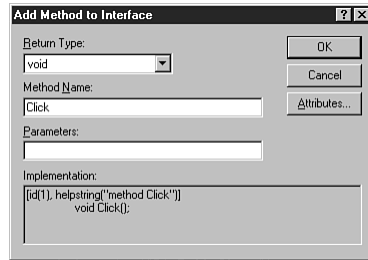 Add Method to Interface
Return Type:
OK
void
Cancel
Method Name:
Click
Attributes...
Parameters:
Implementation:
[id(1), helpstring("method Click")]
void Click();